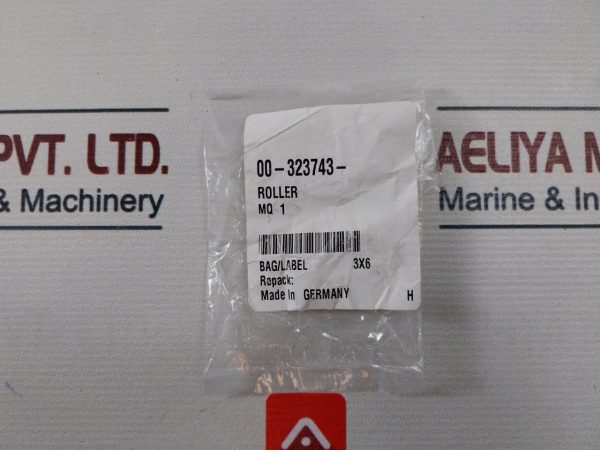 PVT. LTD.
& Machinery
AELIYA M
Marine & In
00-323743-
ROLLER
MQ 1
BAG/LABEL 3X6
Repack:
Made in GERMANY H